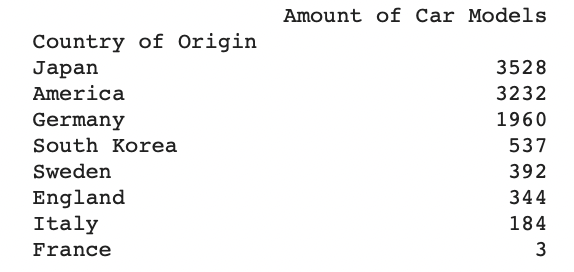 Amount of Car Models
Country of Origin
Japan 3528
America 3232
Germany 1960
South Korea 537
Sweden 392
England 344
Italy 184
France 3